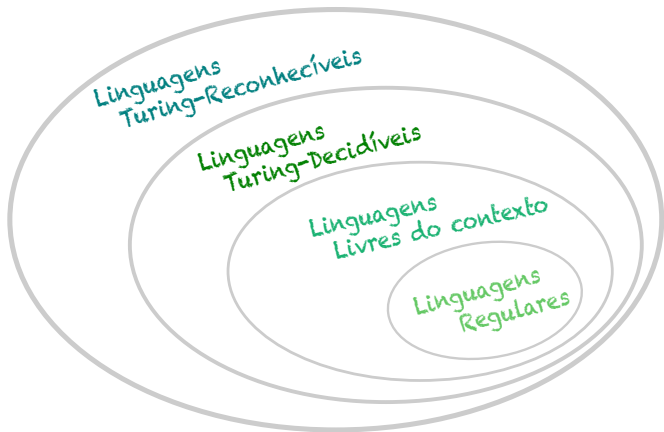 Linguagens
Turing-Reconhecíveis
Linguagens
Turing-Decidíveis
Linguagens
Livres do contexto
Linguagens
Regulares